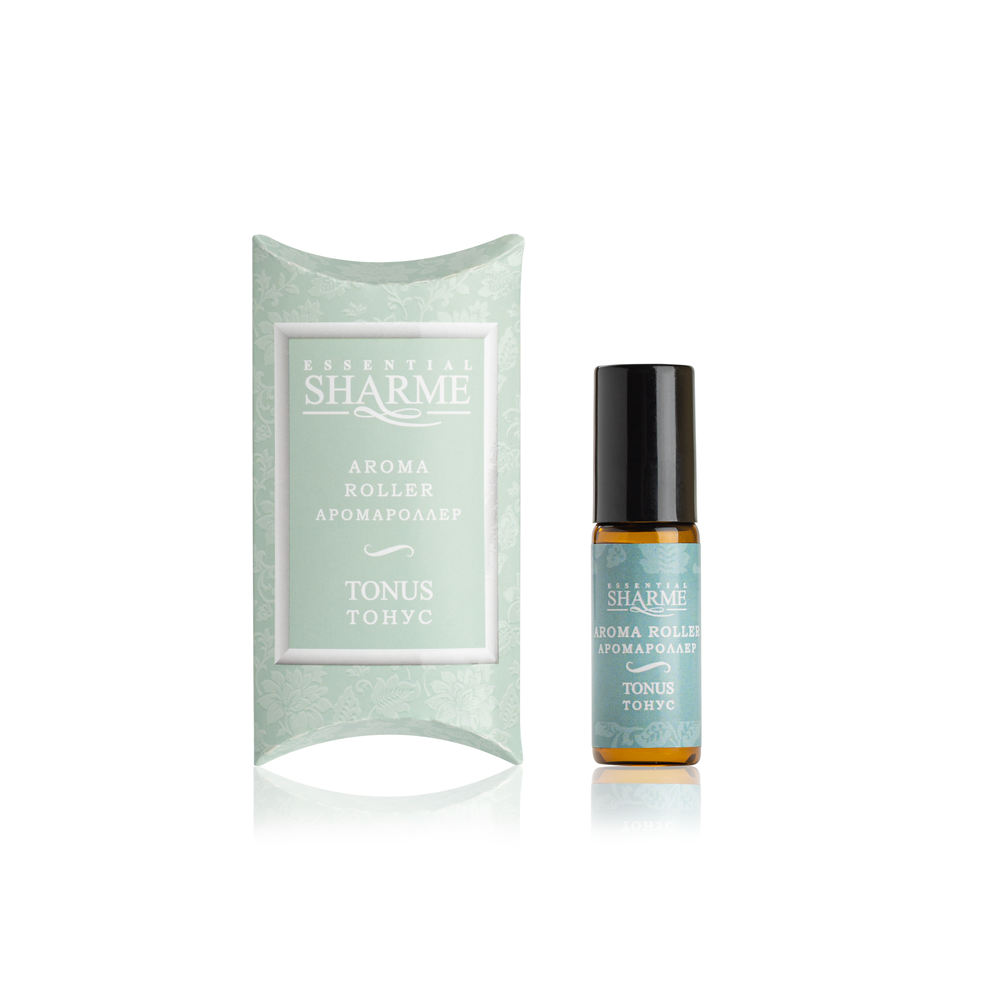 ESSENTIAL
SHARME
AROMA
ROLLER
АРОМАРОЛЛЕР
TONUS
ТОНУС
ESSENTIAL
SHARME
AROMA ROLLER
АРОМАРОЛЛЕР
TONUS
ТОНУС